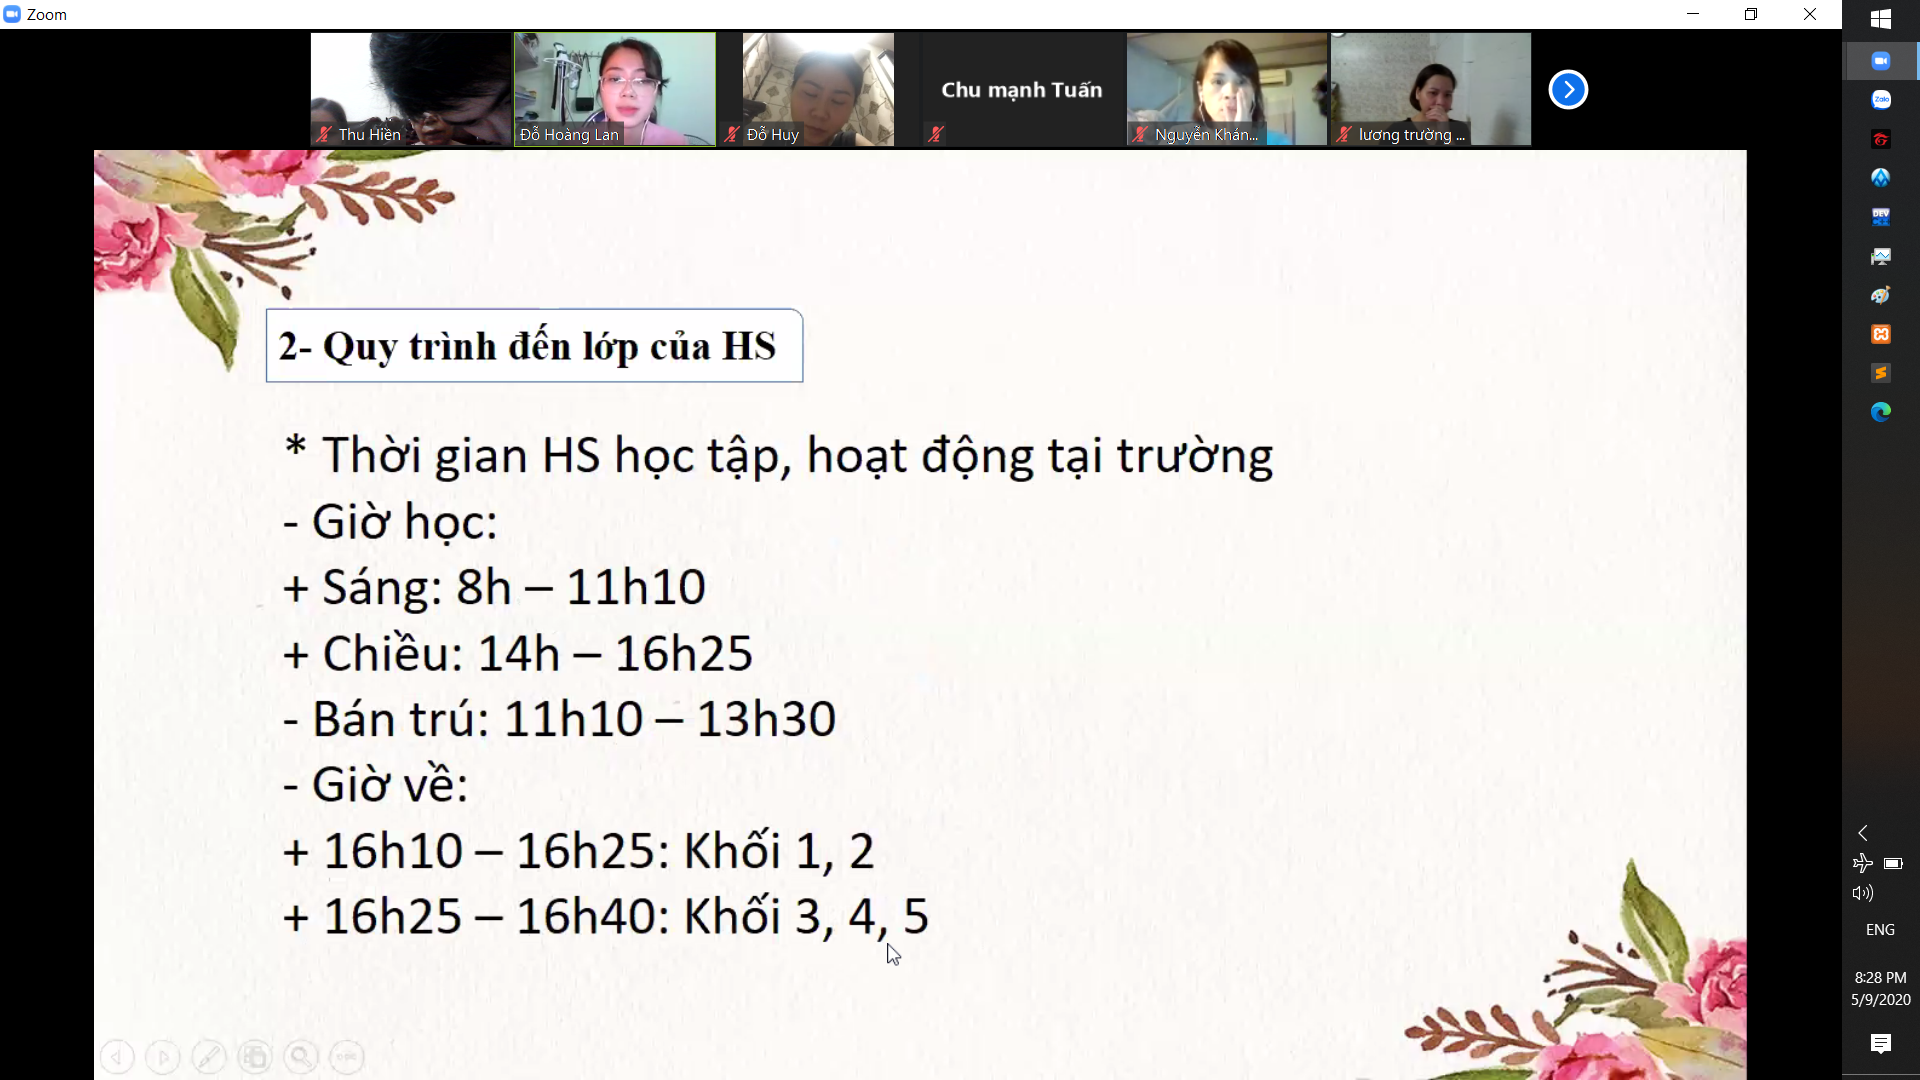 Zoom
Thu Hiền
Đỗ Hoàng Lan
Đỗ Huy
Chu mạnh Tuấn
Nguyễn Khán...
lương trường ...
2- Quy trình đến lớp của HS
* Thời gian HS học tập, hoạt động tại trường
- Giờ học:
+ Sáng: 8h – 11h10
+ Chiều: 14h – 16h25
- Bán trú: 11h10 – 13h30
- Giờ về:
+ 16h10 – 16h25: Khối 1, 2
+ 16h25 – 16h40: Khối 3, 4, 5
Zalo
DEV
ENG
8:28 PM
5/9/2020